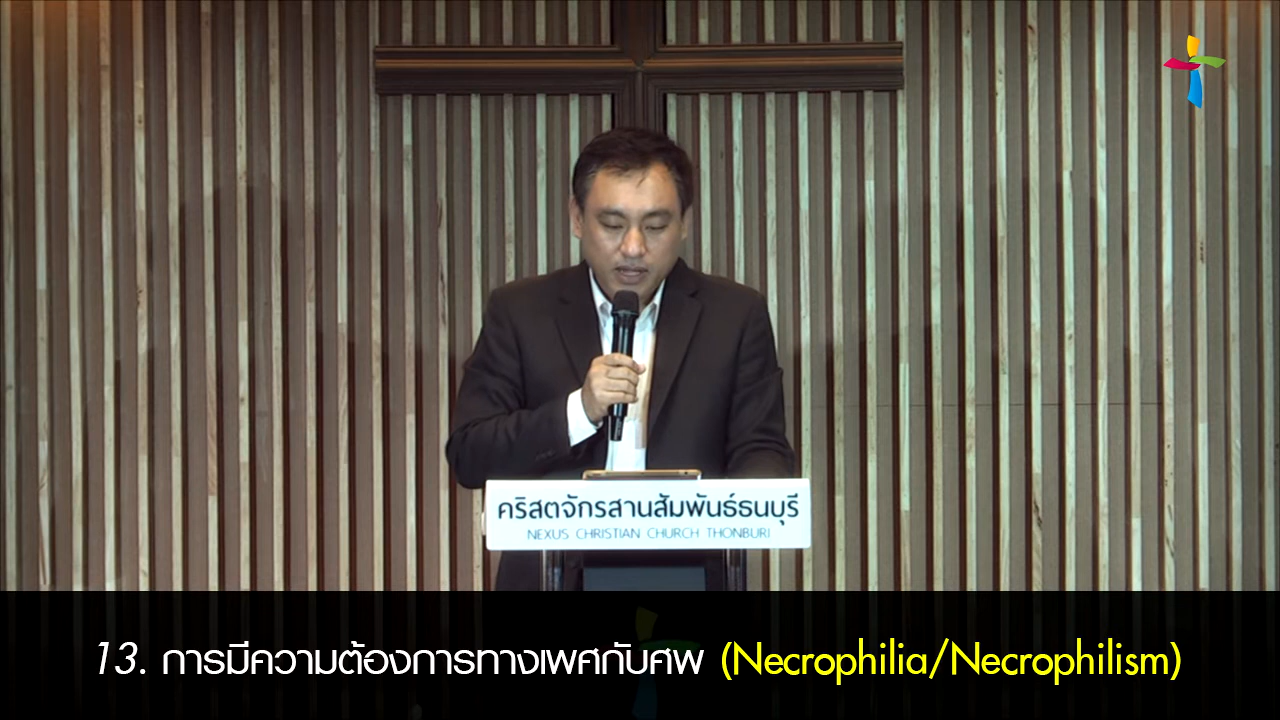 คริสตจักรสานสัมพันธ์ธนบุรี
NEXUS CHRISTIAN CHURCH THONBURI
13. การมีความต้องการทางเพศกับศพ (Necrophilia/Necrophilism)